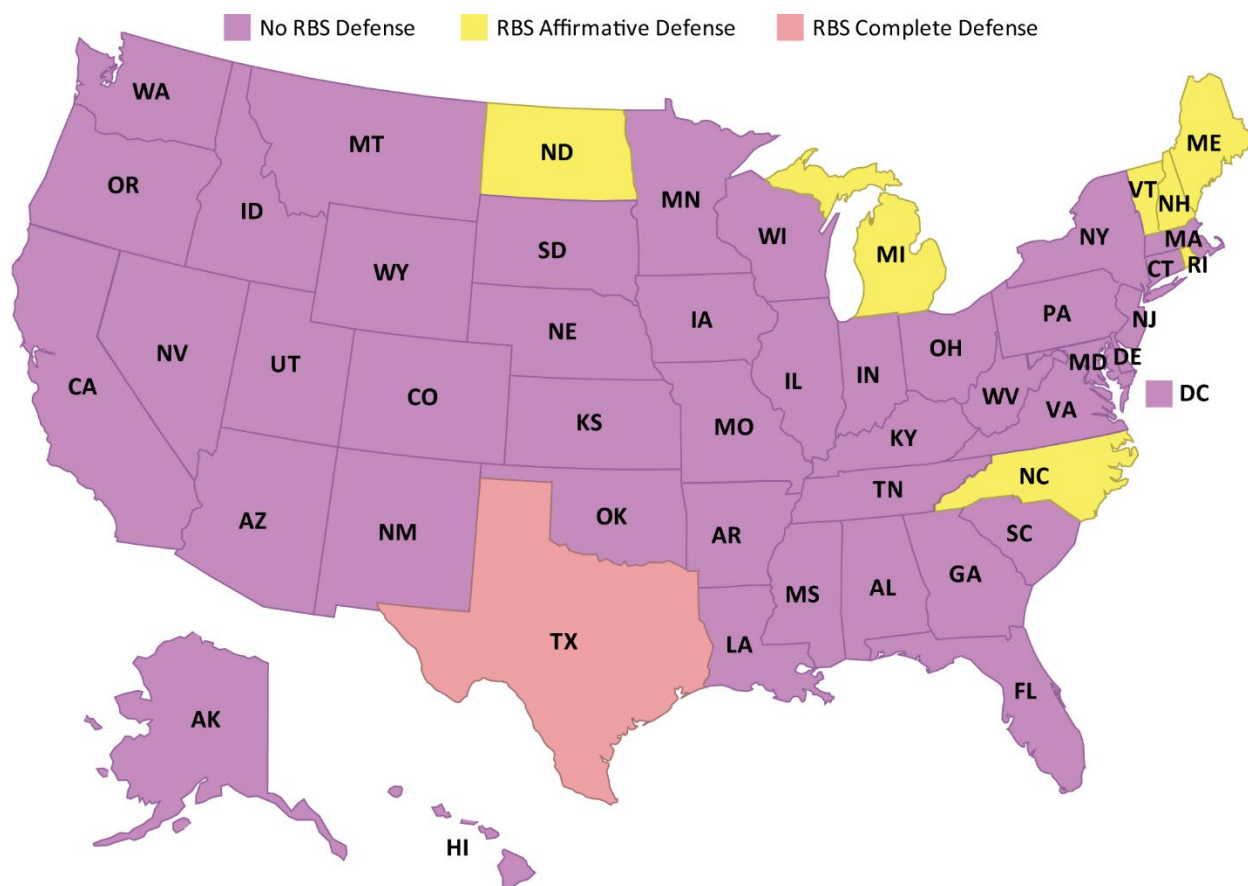 No RBS Defense RBS Affirmative Defense RBS Complete Defense
WA
MT
ND
ME
OR
ID
MN
VT
NH
WI
NY
MA
SD
MI
CT
RI
WY
IA
PA
NJ
NE
OH
MD
DE
NV
UT
IL
IN
CA
CO
WV
DC
KS
MO
VA
KY
NC
TN
AZ
NM
OK
AR
SC
GA
MS
AL
TX
LA
FL
AK
HI